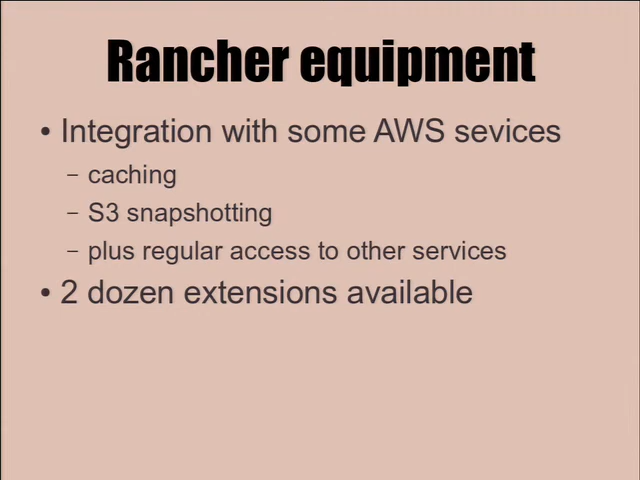 Rancher equipment
• Integration with some AWS sevices
– caching
– S3 snapshotting
– plus regular access to other services
• 2 dozen extensions available